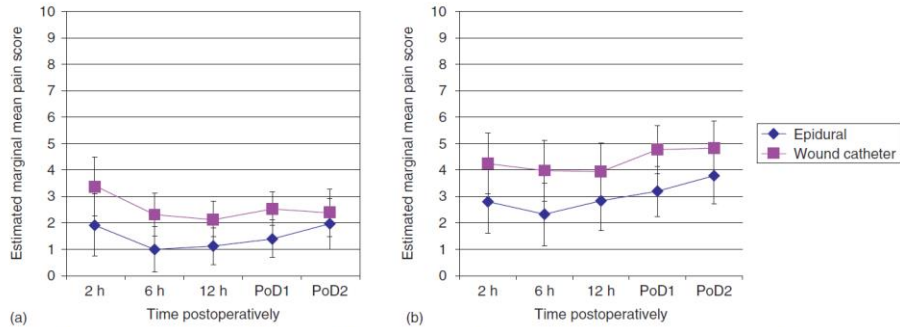 Estimated marginal mean pain score
10
9
8
7
6
5
4
3
2
1
0
2 h 6 h 12 h PoD1 PoD2
Time postoperatively
(a)
Estimated marginal mean pain score
10
9
8
7
6
5
4
3
2
1
0
2 h 6 h 12 h PoD1 PoD2
Time postoperatively
(b)
Epidural
Wound catheter